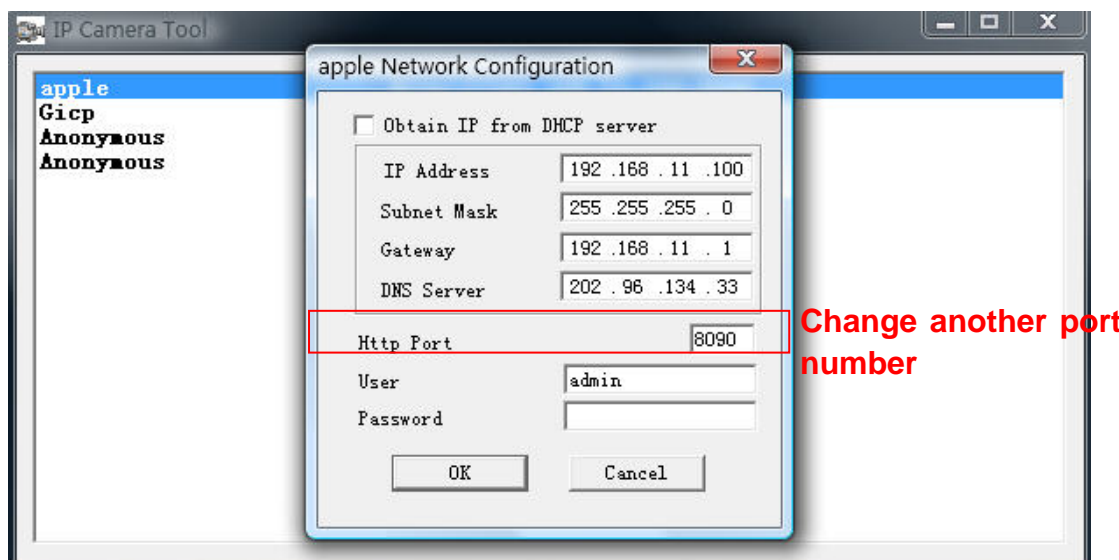 IP Camera Tool
apple
Gicp
Anonymous
Anonymous
apple Network Configuration
Obtain IP from DHCP server
IP Address 192 .168 . 11 .100
Subnet Mask 255 .255 .255 . 0
Gateway 192 .168 . 11 . 1
DNS Server 202 . 96 .134 . 33
Http Port 8090
User admin
Password
OK Cancel
Change another port
number